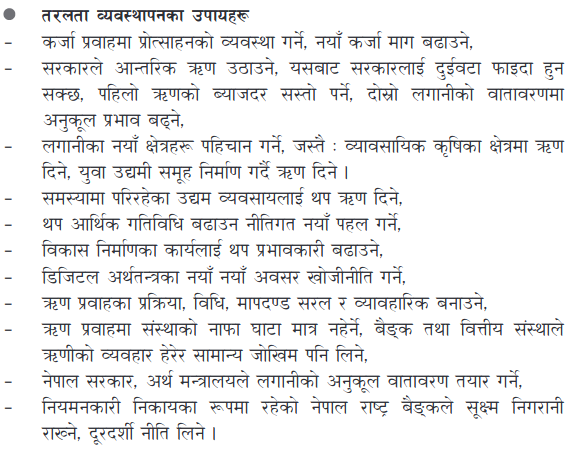 ● तरलता व्यवस्थापनका उपायहरू
– कर्जा प्रवाहमा प्रोत्साहनको व्यवस्था गर्ने, नयाँ कर्जा माग बढाउने,
– सरकारले आन्तरिक ऋण उठाउने, यसबाट सरकारलाई दुईवटा फाइदा हुन
सक्छ, पहिलो ऋणको ब्याजदर सस्तो पर्ने, दोस्रो लगानीको वातावरणमा
अनुकूल प्रभाव बढ्ने,
– लगानीका नयाँ क्षेत्रहरू पहिचान गर्ने, जस्तै : व्यावसायिक कृषिका क्षेत्रमा ऋण
दिने, युवा उद्यमी समूह निर्माण गर्दै ऋण दिने ।
– समस्यामा परिरहेका उद्यम व्यवसायलाई थप ऋण दिने,
– थप आर्थिक गतिविधि बढाउन नीतिगत नयाँ पहल गर्ने,
– विकास निर्माणका कार्यलाई थप प्रभावकारी बढाउने,
– डिजिटल अर्थतन्त्रका नयाँ नयाँ अवसर खोजीनीति गर्ने,
– ऋण प्रवाहका प्रक्रिया, विधि, मापदण्ड सरल र व्यावहारिक बनाउने,
– ऋण प्रवाहमा संस्थाको नाफा घाटा मात्र नहेर्ने, बैङ्क तथा वित्तीय संस्थाले
ऋणीको व्यवहार हेरेर सामान्य जोखिम पनि लिने,
– नेपाल सरकार, अर्थ मन्त्रालयले लगानीको अनुकूल वातावरण तयार गर्ने,
– नियमनकारी निकायका रूपमा रहेको नेपाल राष्ट्र बैङ्कले सूक्ष्म निगरानी
राख्ने, दूरदर्शी नीति लिने ।